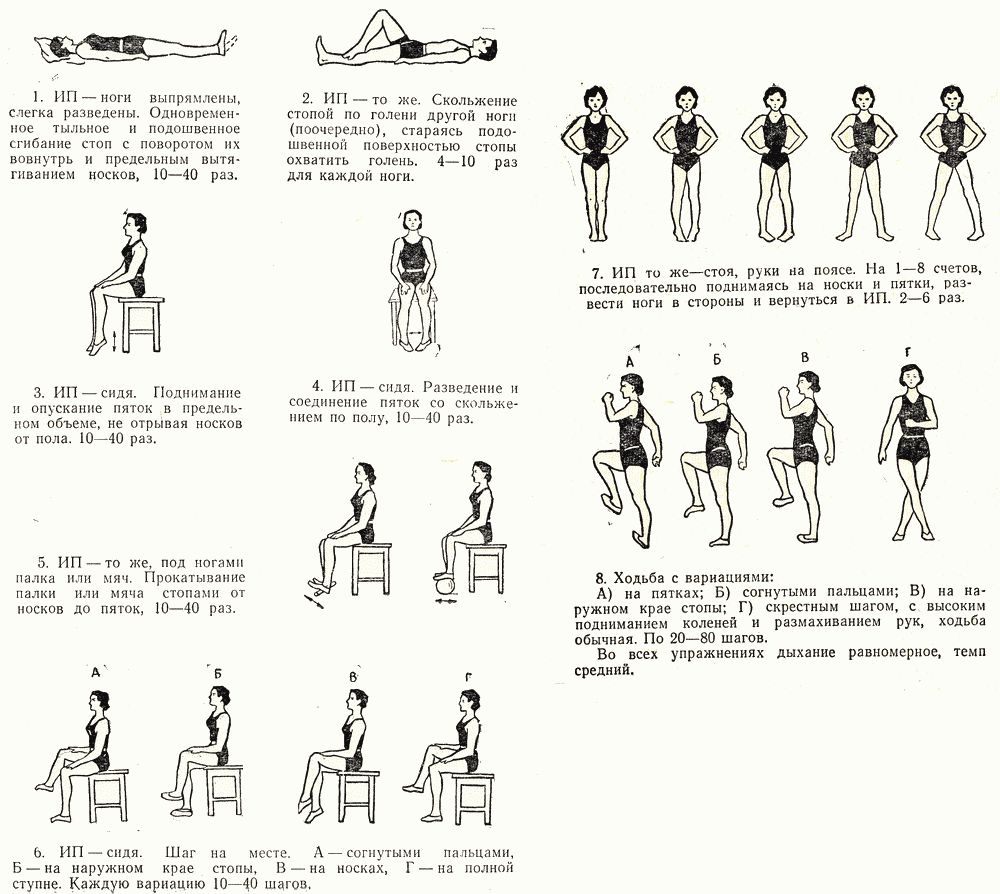 1. ИП — ноги выпрямлены,
слегка разведены. Одновремен-
ное тыльное и подошвенное
сгибание стоп с поворотом их
вовнутрь и предельным вытя-
гиванием носков, 10—40 раз.
2. ИП — то же. Скольжение
стопой по голени другой ноги
(поочередно), стараясь подо-
швенной поверхностью стопы
охватить голень. 4—10 раз
для каждой ноги.
3. ИП — сидя. Поднимание
и опускание пяток в предель-
ном объеме, не отрывая носков
от пола. 10—40 раз.
4. ИП — сидя. Разведение и
соединение пяток со скольже-
нием по полу, 10—40 раз.
5. ИП — то же, под ногами
палка или мяч. Прокатывание
палки или мяча стопами от
носков до пяток, 10—40 раз.
А Б В Г
6. ИП — сидя. Шаг на месте. А — согнутыми пальцами,
Б — на наружном крае стопы, В — на носках, Г — на полной
ступне. Каждую вариацию 10—40 шагов.
7. ИП то же—стоя, руки на поясе. На 1—8 счетов,
последовательно поднимаясь на носки и пятки, раз-
вести ноги в стороны и вернуться в ИП. 2—6 раз.
А Б В Г
8. Ходьба с вариациями:
А) на пятках; Б) согнутыми пальцами; В) на на-
ружном крае стопы; Г) скрестным шагом, с высоким
подниманием коленей и размахиванием рук, ходьба
обычная. По 20—80 шагов.
Во всех упражнениях дыхание равномерное, темп
средний.